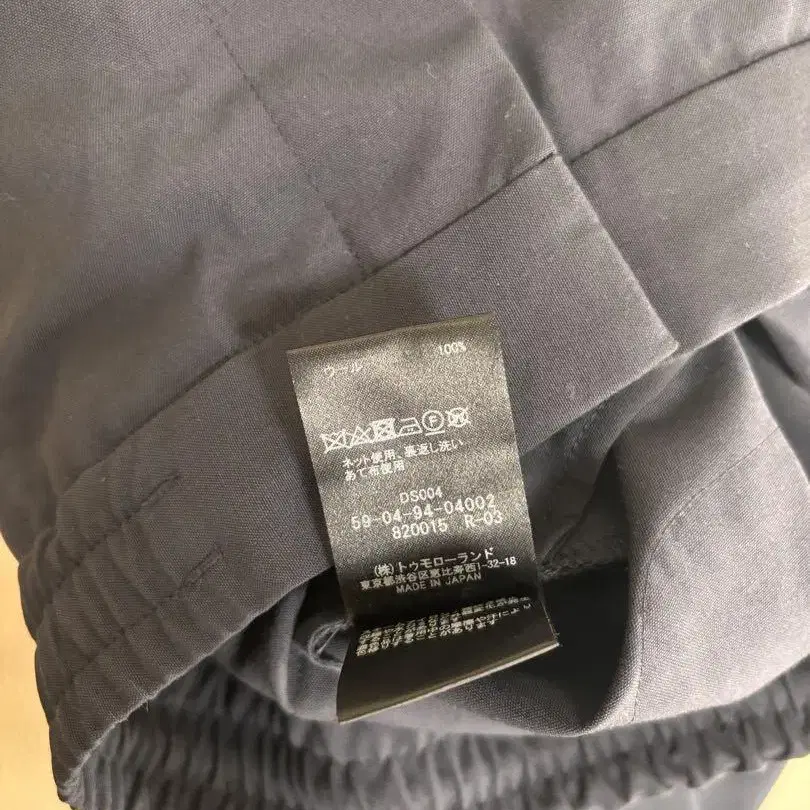 ウール 100%
ネット使用、裏返し洗い
あて布使用
DS004
59-04-94-04002
820015 R-03
(株)トゥモローランド
東京都渋谷区恵比寿西1-32-18
MADE IN JAPAN